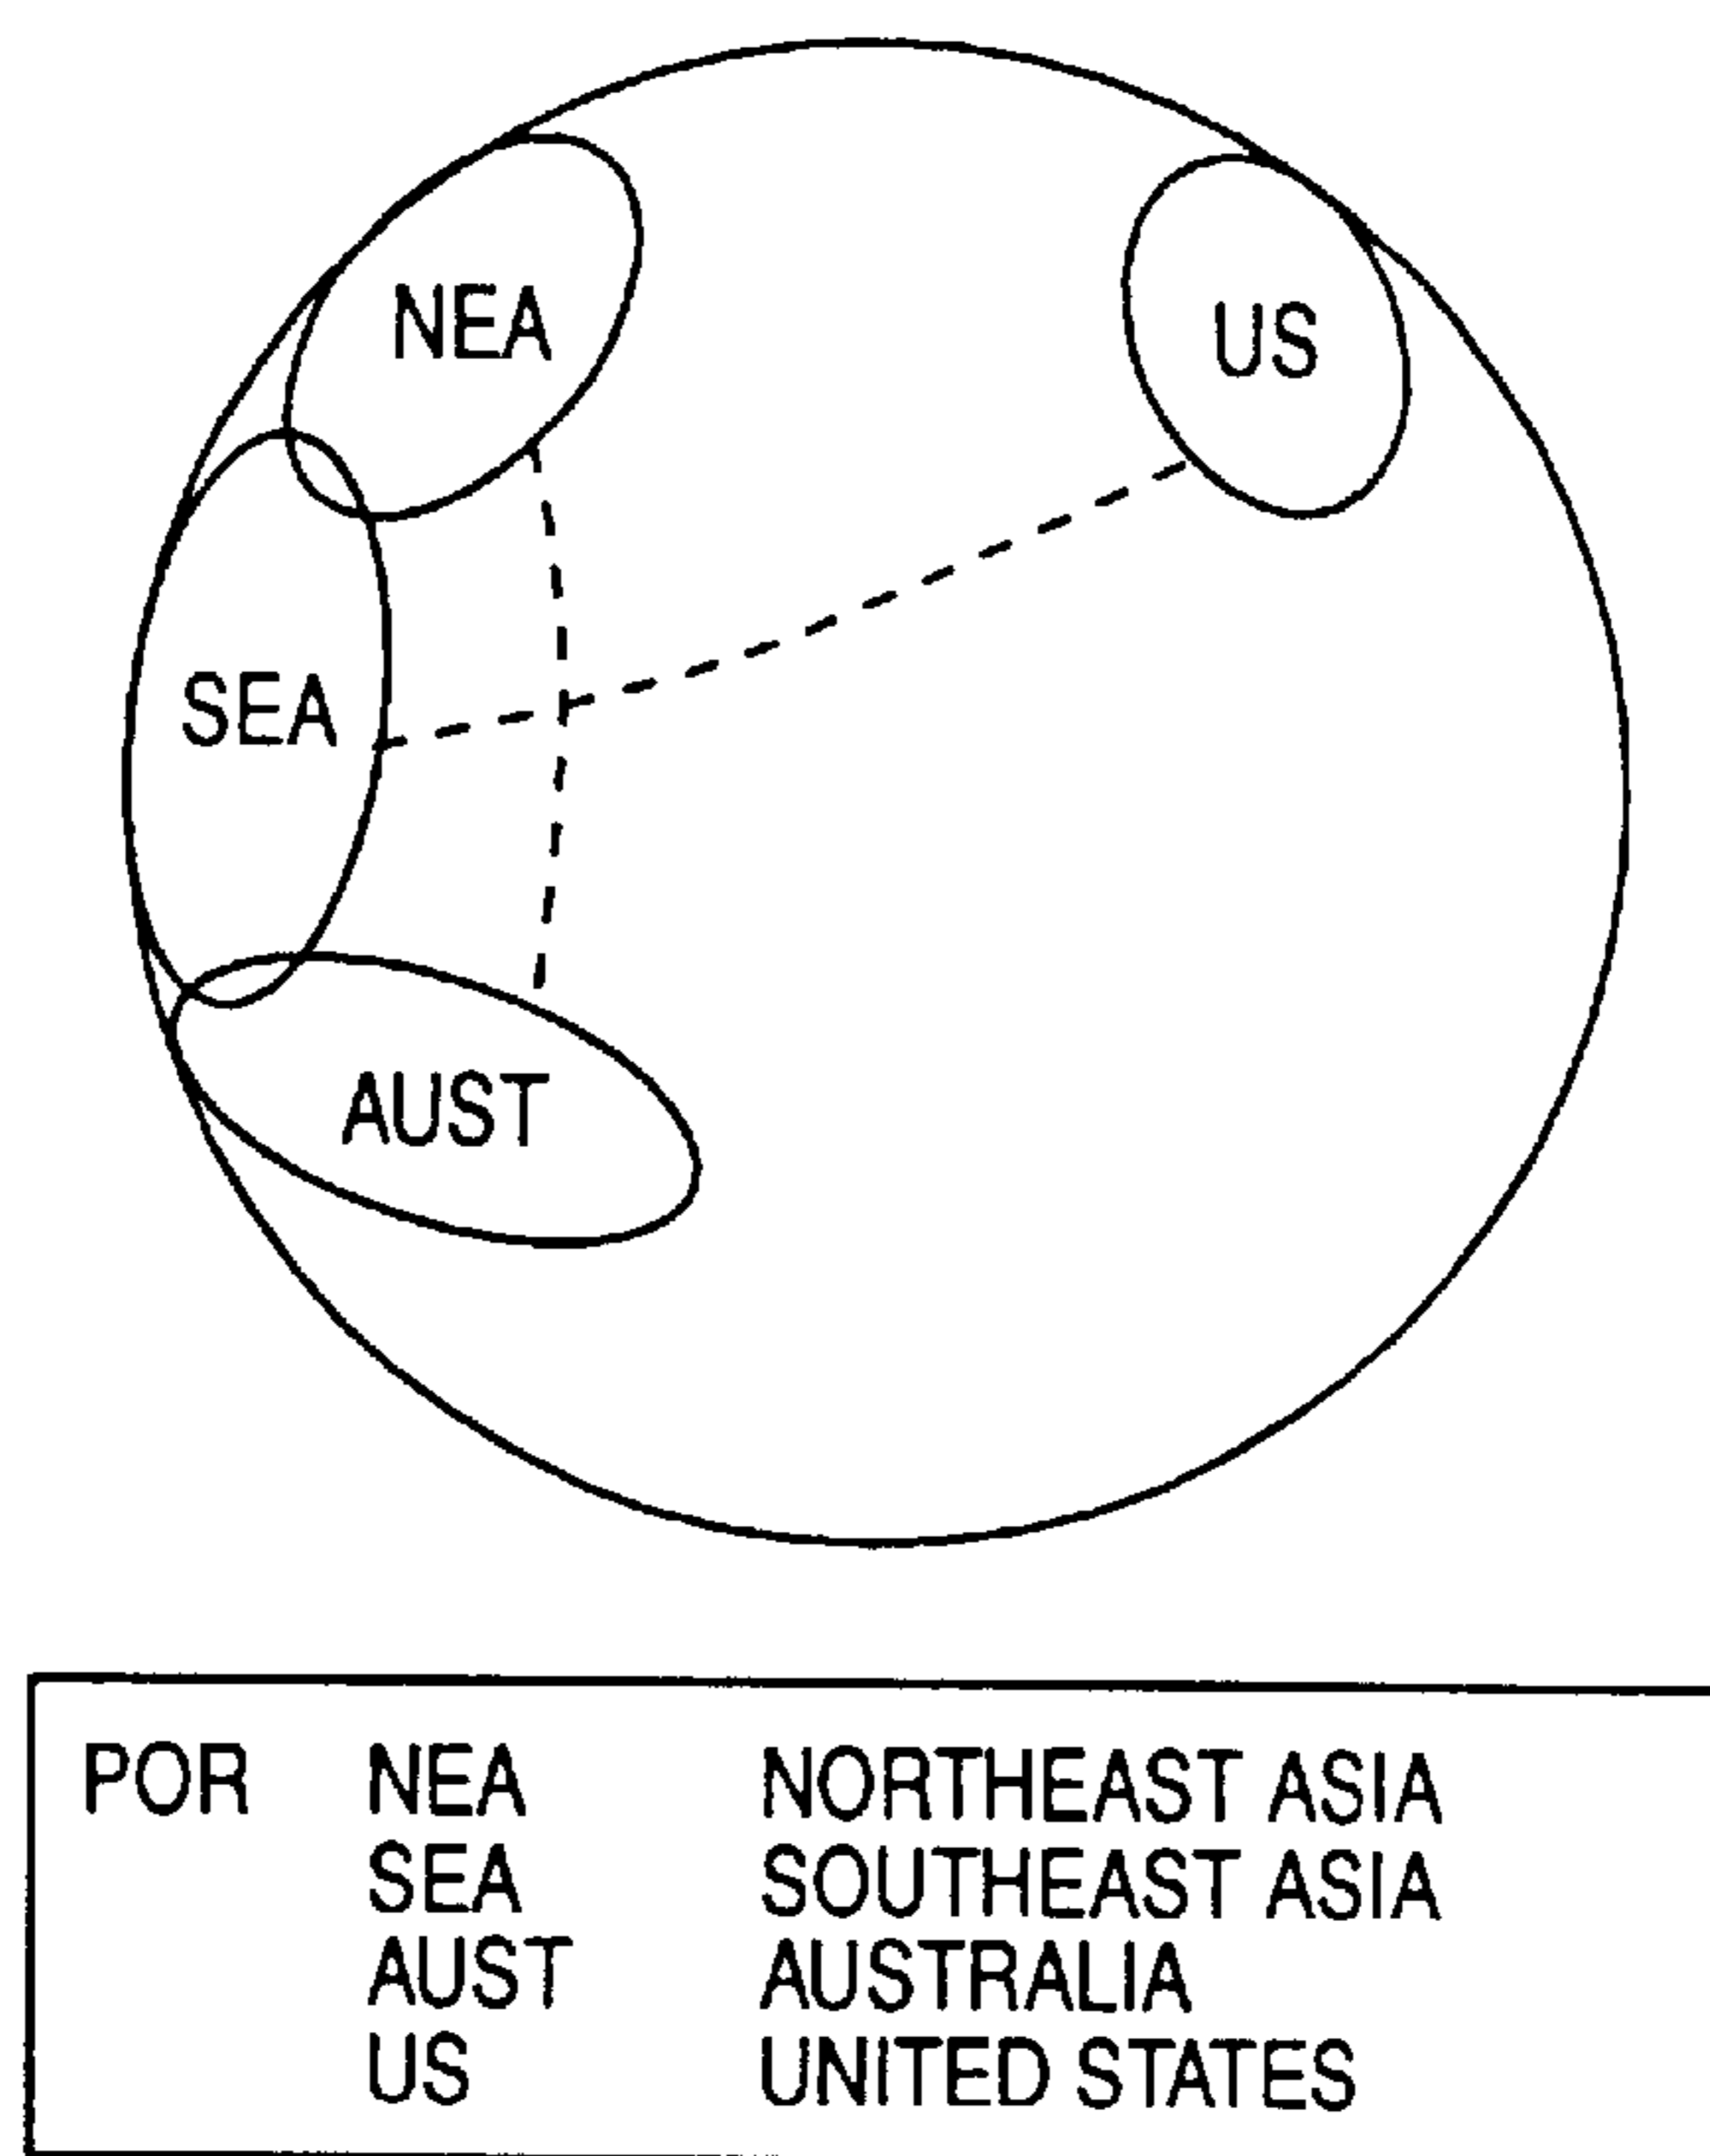 NEA
US
SEA
AUST
POR NEA NORTHEAST ASIA
SEA SOUTHEAST ASIA
AUST AUSTRALIA
US UNITED STATES